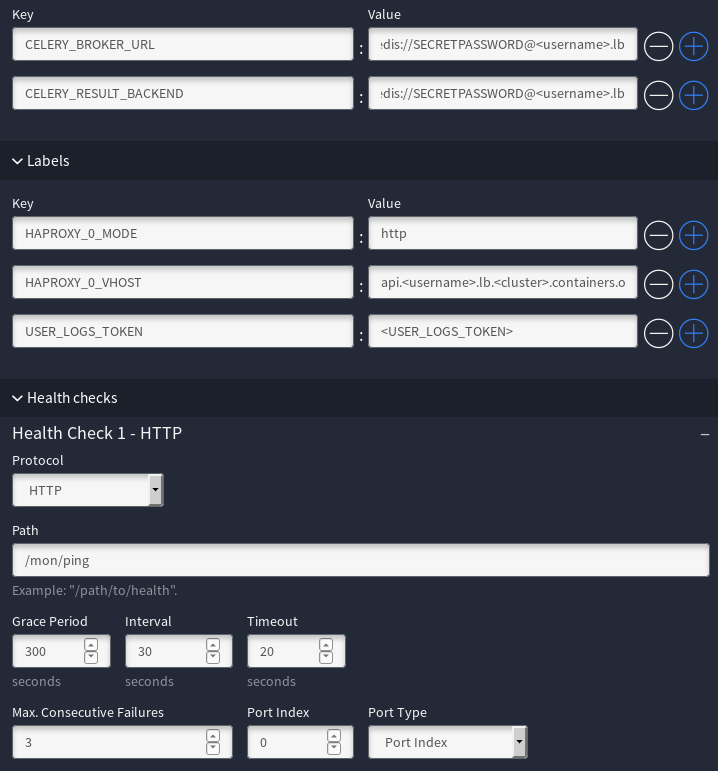 Key Value
CELERY_BROKER_URL : edis://SECRETPASSWORD@<username>.lb
CELERY_RESULT_BACKEND : edis://SECRETPASSWORD@<username>.lb
Labels
Key Value
HAPROXY_0_MODE : http
HAPROXY_0_VHOST : api.<username>.lb.<cluster>.containers.o
USER_LOGS_TOKEN : <USER_LOGS_TOKEN>
Health checks
Health Check 1 - HTTP
Protocol
HTTP
Path
/mon/ping
Example: "/path/to/health".
Grace Period Interval Timeout
300 30 20
seconds seconds seconds
Max. Consecutive Failures Port Index Port Type
3 0 Port Index